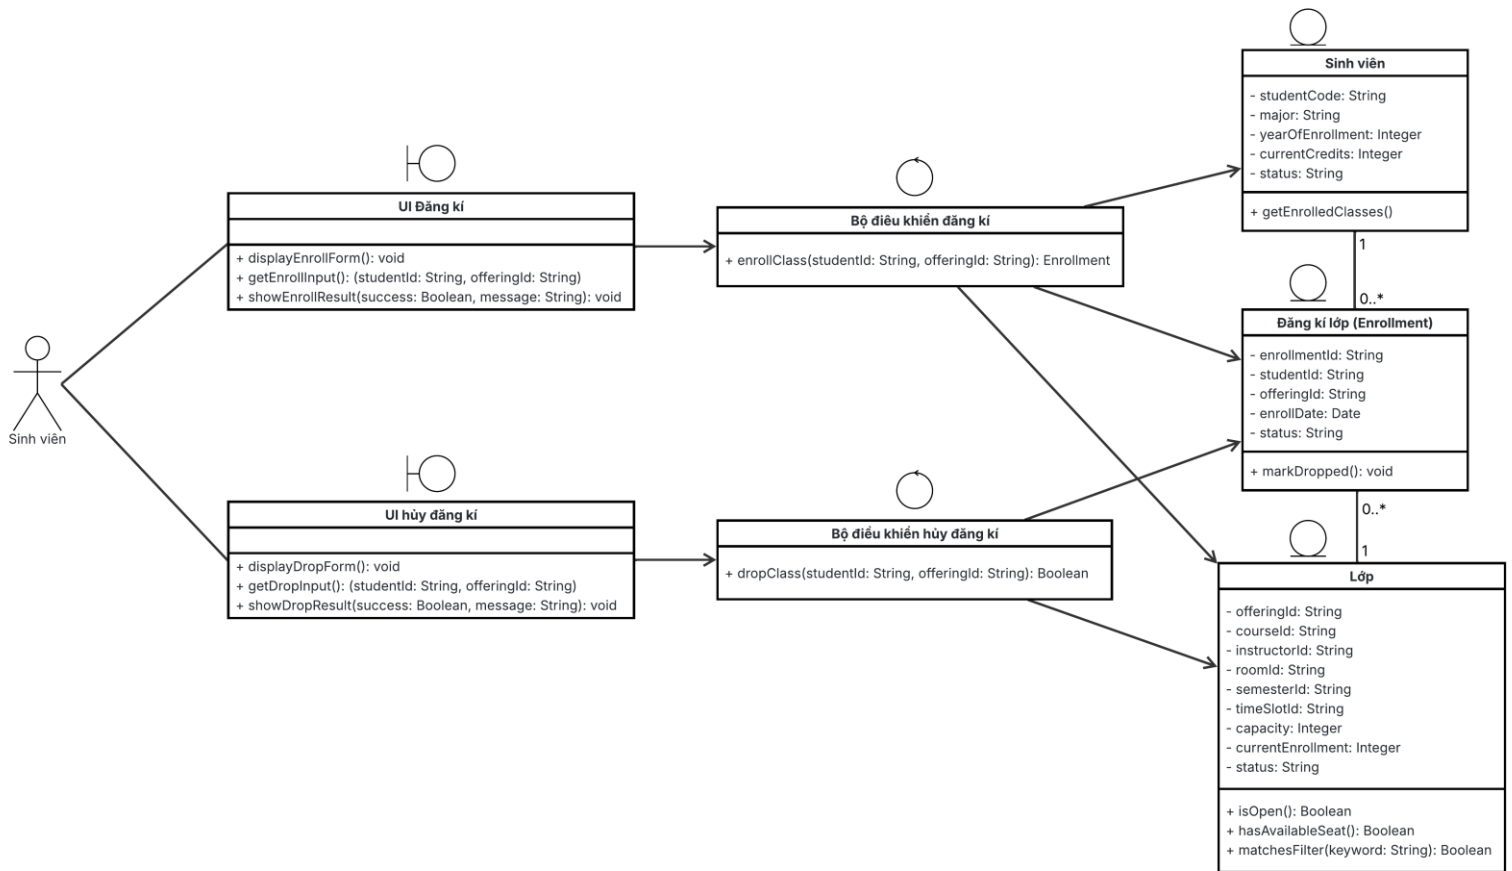 Sinh viên
- studentCode: String
- major: String
- yearOfEnrollment: Integer
- currentCredits: Integer
- status: String
+ getEnrolledClasses()
1
0..*
UI Đăng kí
+ displayEnrollForm(): void
+ getEnrollInput(): (studentId: String, offeringId: String)
+ showEnrollResult(success: Boolean, message: String): void
Bộ điêu khiển đăng kí
+ enrollClass(studentId: String, offeringId: String): Enrollment
Đăng kí lớp (Enrollment)
- enrollmentId: String
- studentId: String
- offeringId: String
- enrollDate: Date
- status: String
+ markDropped(): void
0..*
1
Sinh viên
UI hủy đăng kí
+ displayDropForm(): void
+ getDropInput(): (studentId: String, offeringId: String)
+ showDropResult(success: Boolean, message: String): void
Bộ điều khiển hủy đăng kí
+ dropClass(studentId: String, offeringId: String): Boolean
Lớp
- offeringId: String
- courseId: String
- instructorId: String
- roomId: String
- semesterId: String
- timeSlotId: String
- capacity: Integer
- currentEnrollment: Integer
- status: String
+ isOpen(): Boolean
+ hasAvailableSeat(): Boolean
+ matchesFilter(keyword: String): Boolean